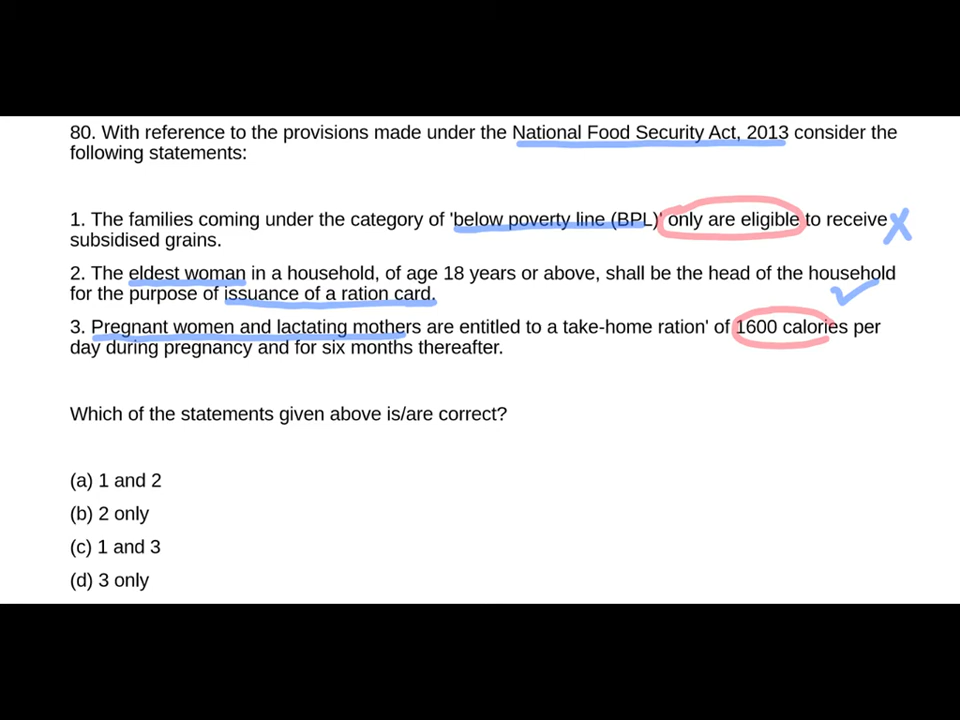 80. With reference to the provisions made under the National Food Security Act, 2013 consider the
following statements:
1. The families coming under the category of 'below poverty line (BPL)' only are eligible to receive
subsidised grains.
2. The eldest woman in a household, of age 18 years or above, shall be the head of the household
for the purpose of issuance of a ration card.
3. Pregnant women and lactating mothers are entitled to a take-home ration' of 1600 calories per
day during pregnancy and for six months thereafter.
Which of the statements given above is/are correct?
(a) 1 and 2
(b) 2 only
(c) 1 and 3
(d) 3 only